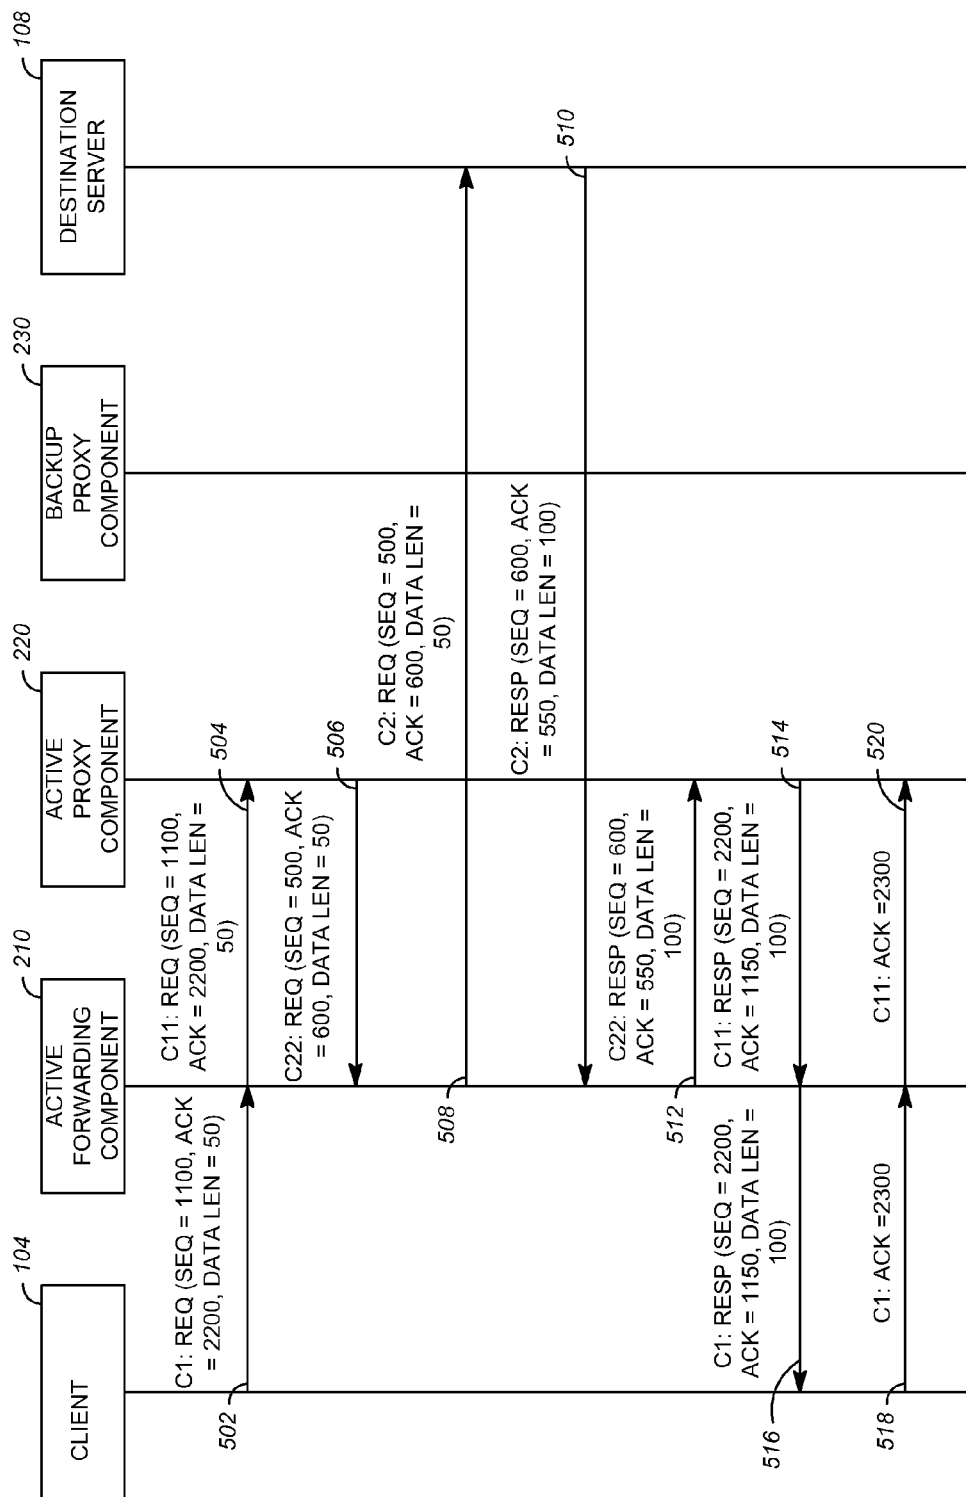 104
CLIENT
210
ACTIVE
FORWARDING
COMPONENT
220
ACTIVE
PROXY
COMPONENT
230
BACKUP
PROXY
COMPONENT
108
DESTINATION
SERVER
C1: REQ (SEQ = 1100, ACK
= 2200, DATA LEN = 50)
502
C11: REQ (SEQ = 1100,
ACK = 2200, DATA LEN =
50)
504
C22: REQ (SEQ = 500, ACK
= 600, DATA LEN = 50)
506
C2: REQ (SEQ = 500,
ACK = 600, DATA LEN =
50)
508
C2: RESP (SEQ = 600, ACK
= 550, DATA LEN = 100)
510
C22: RESP (SEQ = 600,
ACK = 550, DATA LEN =
100)
512
C11: RESP (SEQ = 2200,
ACK = 1150, DATA LEN =
100)
514
C1: RESP (SEQ = 2200,
ACK = 1150, DATA LEN =
100)
516
C1: ACK =2300
518
C11: ACK =2300
520